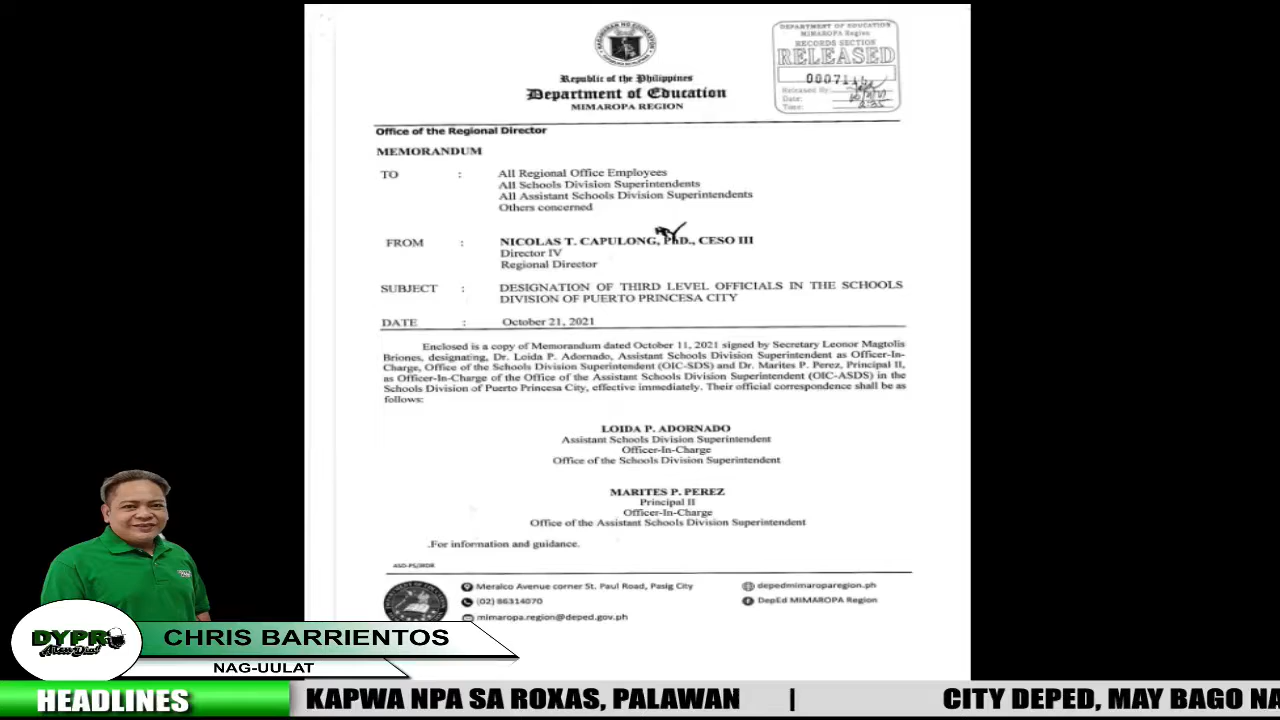 Republic of the Philippines
Department of Education
MIMAROPA REGION
DEPARTMENT OF EDUCATION
MIMAROPA Region
RECORDS SECTION
RELEASED
Released By:
Date:
Time:
Office of the Regional Director
MEMORANDUM
TO : All Regional Office Employees
All Schools Division Superintendents
All Assistant Schools Division Superintendents
Others concerned
FROM : NICOLAS T. CAPULONG, PhD., CESO III
Director IV
Regional Director
SUBJECT : DESIGNATION OF THIRD LEVEL OFFICIALS IN THE SCHOOLS
DIVISION OF PUERTO PRINCESA CITY
DATE : October 21, 2021
Enclosed is a copy of Memorandum dated October 11, 2021 signed by Secretary Leonor Magtolis
Briones, designating, Dr. Loida P. Adornado, Assistant Schools Division Superintendent as Officer-In-
Charge, Office of the Schools Division Superintendent (OIC-SDS) and Dr. Marites P. Perez, Principal II,
as Officer-In-Charge of the Office of the Assistant Schools Division Superintendent (OIC-ASDS) in the
Schools Division of Puerto Princesa City, effective immediately. Their official correspondence shall be as
follows:
LOIDA P. ADORNADO
Assistant Schools Division Superintendent
Officer-In-Charge
Office of the Schools Division Superintendent
MARITES P. PEREZ
Principal II
Officer-In-Charge
Office of the Assistant Schools Division Superintendent
.For information and guidance.
Meralco Avenue corner St. Paul Road, Pasig City
(02) 86314070
mimaropa.region@deped.gov.ph
depedmimaroparegion.ph
DepEd MIMAROPA Region
DYPR
CHRIS BARRIENTOS
NAG-UULAT
HEADLINES
KAPWA NPA SA ROXAS, PALAWAN | CITY DEPED, MAY BAGO NA